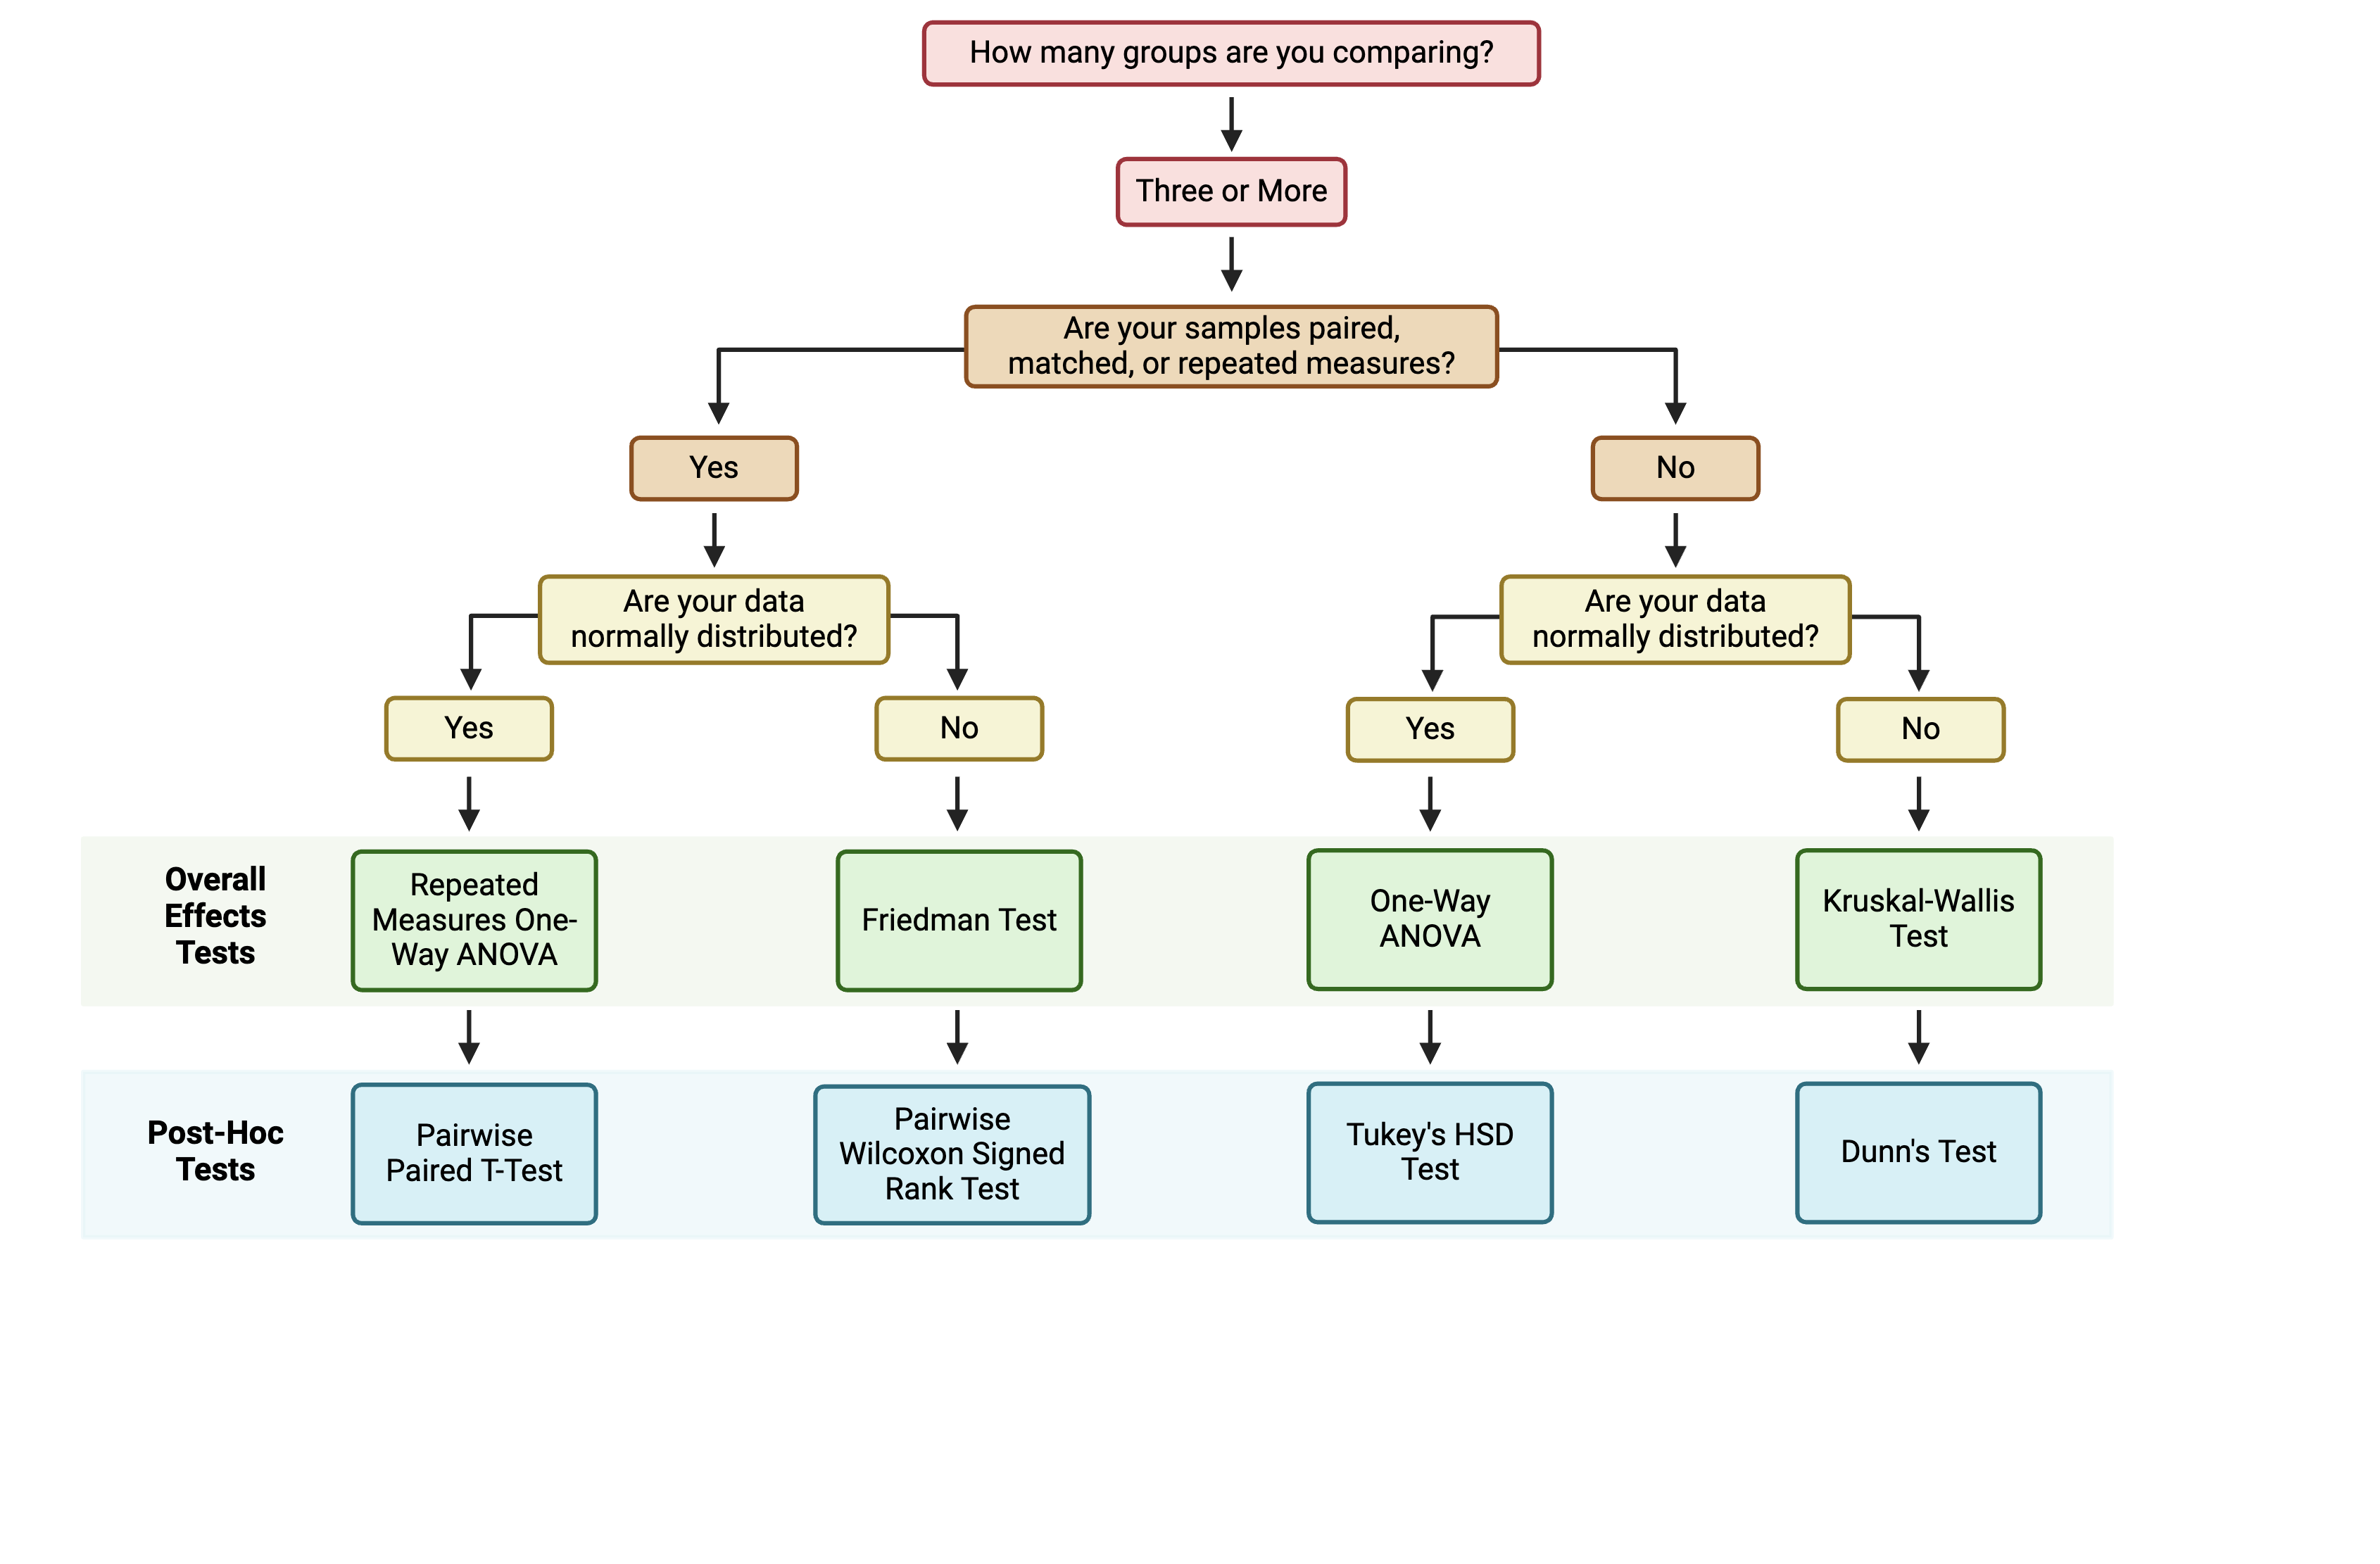 How many groups are you comparing?
Three or More
Are your samples paired,
matched, or repeated measures?
Yes
No
Are your data
normally distributed?
Are your data
normally distributed?
Yes
No
Yes
No
Overall
Effects
Tests
Repeated
Measures One-
Way ANOVA
Friedman Test
One-Way
ANOVA
Kruskal-Wallis
Test
Post-Hoc
Tests
Pairwise
Paired T-Test
Pairwise
Wilcoxon Signed
Rank Test
Tukey's HSD
Test
Dunn's Test